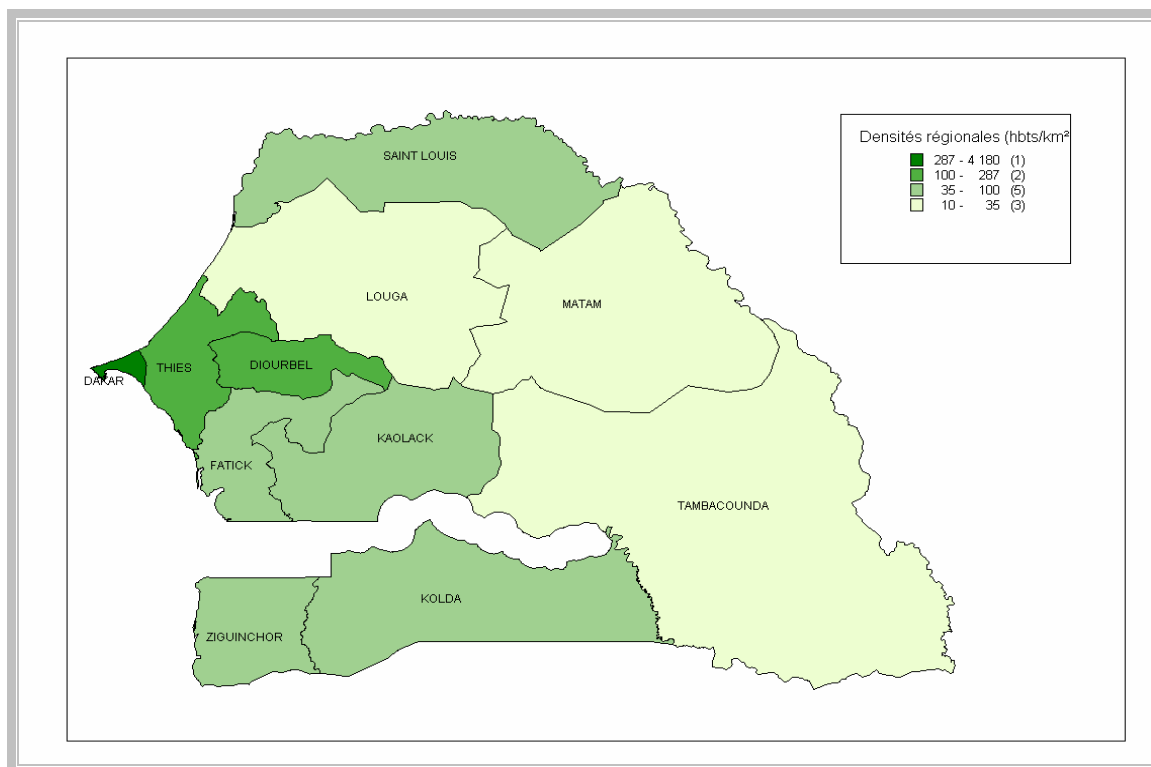 SAINT LOUIS
Densités régionales (hbts/km²
287 - 4 180 (1)
100 - 287 (2)
35 - 100 (5)
10 - 35 (3)
LOUGA
MATAM
THIES
DIOURBEL
DAKAR
KAOLACK
FATICK
TAMBACOUNDA
KOLDA
ZIGUINCHOR